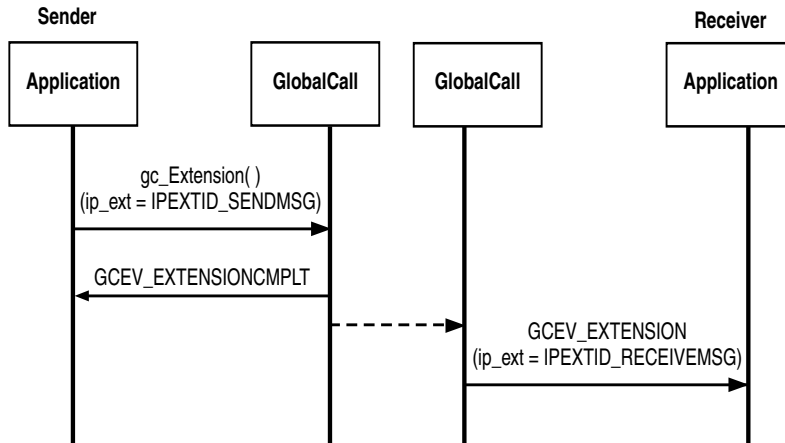 Sender
Receiver
Application
GlobalCall
GlobalCall
Application
gc_Extension( )
(ip_ext = IPEXTID_SENDMSG)
GCEV_EXTENSIONCMPLT
GCEV_EXTENSION
(ip_ext = IPEXTID_RECEIVEMSG)